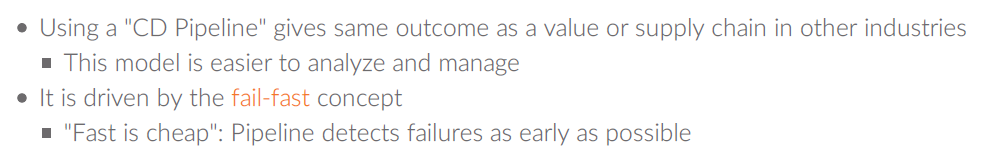 Using a "CD Pipeline" gives same outcome as a value or supply chain in other industries
This model is easier to analyze and manage
It is driven by the fail-fast concept
"Fast is cheap": Pipeline detects failures as early as possible